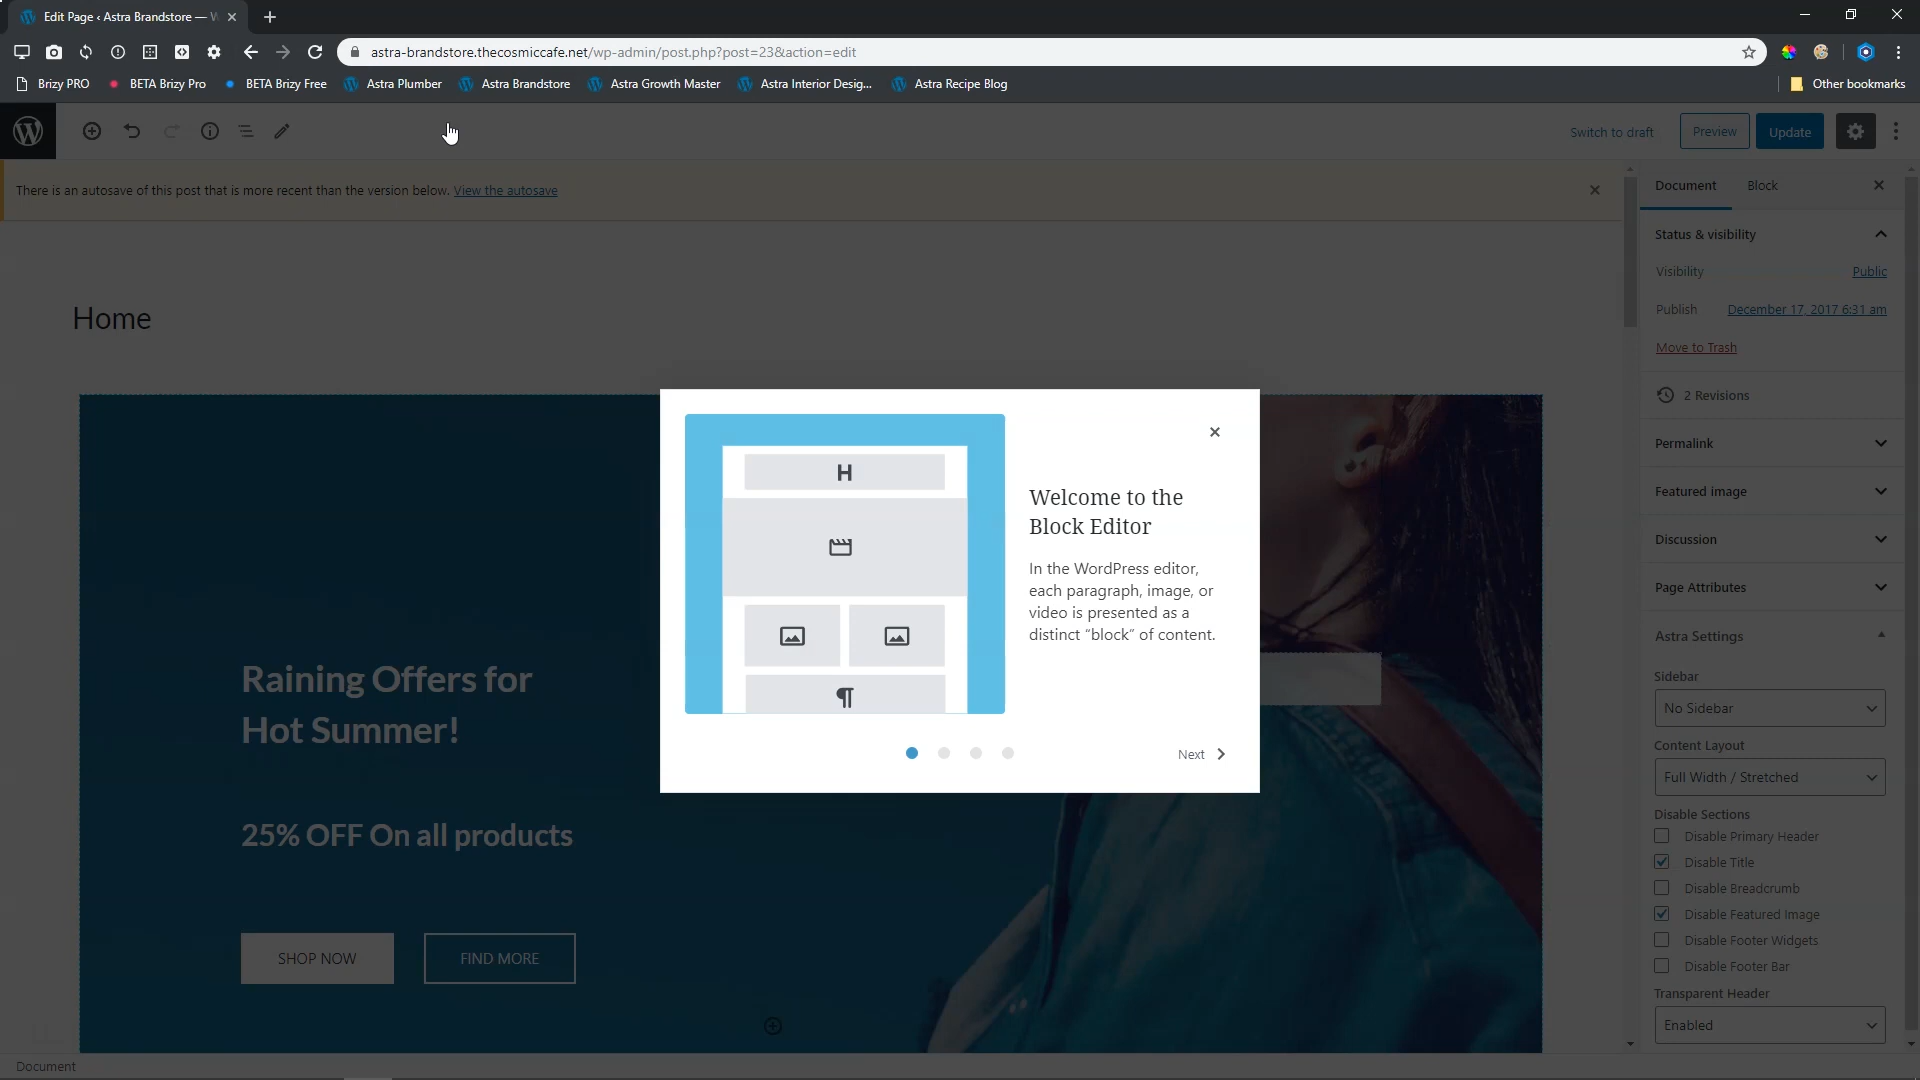 Edit Page ‹ Astra Brandstore — W
astra-brandstore.thecosmiccafe.net/wp-admin/post.php?post=23&action=edit
Brizy PRO
BETA Brizy Pro
BETA Brizy Free
Astra Plumber
Astra Brandstore
Astra Growth Master
Astra Interior Desig...
Astra Recipe Blog
Other bookmarks
Switch to draft
Preview
Update
There is an autosave of this post that is more recent than the version below. View the autosave
Home
Raining Offers for
Hot Summer!
25% OFF On all products
SHOP NOW
FIND MORE
H
¶
Welcome to the
Block Editor
In the WordPress editor,
each paragraph, image, or
video is presented as a
distinct “block” of content.
Next
Document
Block
Status & visibility
Visibility
Public
Publish
December 17, 2017 6:31 am
Move to Trash
2 Revisions
Permalink
Featured image
Discussion
Page Attributes
Astra Settings
Sidebar
No Sidebar
Content Layout
Full Width / Stretched
Disable Sections
Disable Primary Header
Disable Title
Disable Breadcrumb
Disable Featured Image
Disable Footer Widgets
Disable Footer Bar
Transparent Header
Enabled
Document